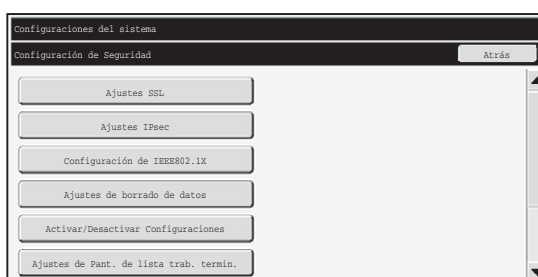 Configuraciones del sistema
Configuración de Seguridad
Atrás
Ajustes SSL
Ajustes IPsec
Configuración de IEEE802.1X
Ajustes de borrado de datos
Activar/Desactivar Configuraciones
Ajustes de Pant. de lista trab. termin.